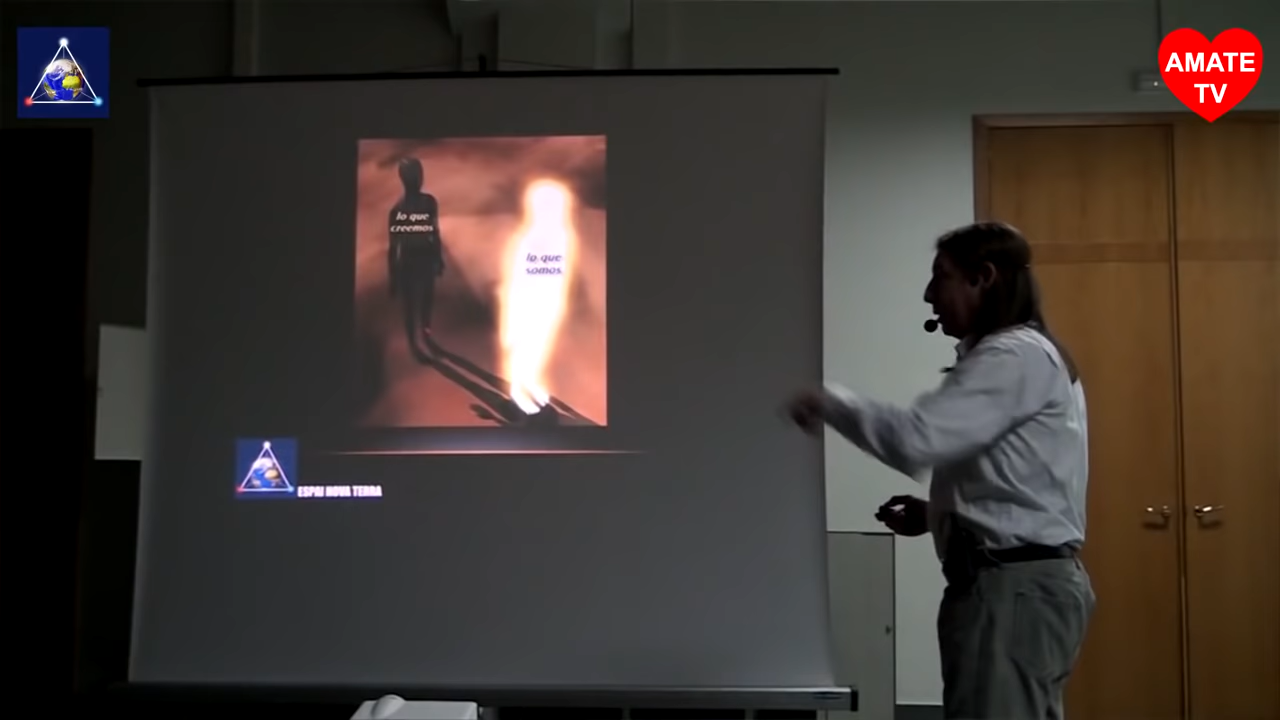 AMATE
TV
lo que
creemos
lo que
somos
ESPAI NOVA TERRA